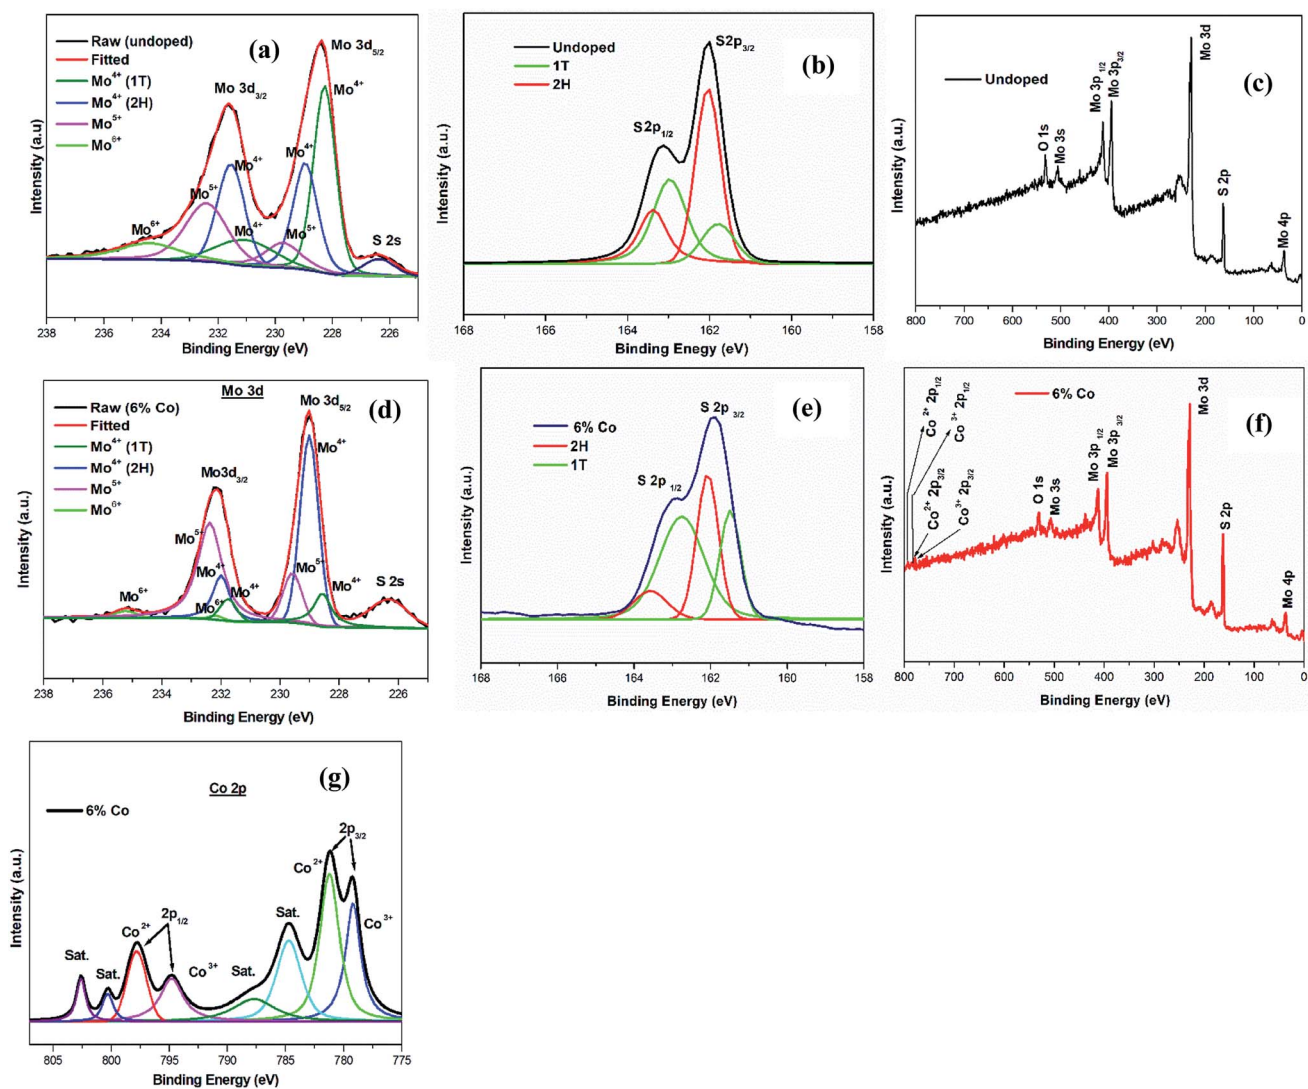 (a)
Raw (undoped)
Fitted
Mo⁴⁺ (1T)
Mo⁴⁺ (2H)
Mo⁵⁺
Mo⁶⁺
Mo 3d₅/₂
Mo 3d₃/₂
Mo⁴⁺
Mo⁴⁺
Mo⁴⁺
Mo⁵⁺
Mo⁶⁺
Mo⁴⁺
Mo⁵⁺
S 2s
Intensity (a.u)
238 236 234 232 230 228 226
Binding Energy (eV)
(b)
Undoped
1T
2H
S2p₃/₂
S2p₁/₂
Intensity (a.u.)
168 166 164 162 160 158
Binding Eneegy (eV)
(c)
Undoped
Mo 3d
Mo 3p₁/₂
Mo 3p₃/₂
O 1s
Mo 3s
S 2p
Mo 4p
Intensity (a.u.)
800 700 600 500 400 300 200 100 0
Binding Energy (eV)
Mo 3d
(d)
Raw (6% Co)
Fitted
Mo⁴⁺ (1T)
Mo⁴⁺ (2H)
Mo⁵⁺
Mo⁶⁺
Mo 3d₅/₂
Mo3d₃/₂
Mo⁴⁺
Mo⁵⁺
Mo⁴⁺
Mo⁴⁺
Mo⁵⁺
Mo⁴⁺
Mo⁶⁺
Mo⁶⁺
S 2s
Intensity (a.u.)
238 236 234 232 230 228 226
Binding Energy (eV)
(e)
6% Co
2H
1T
S 2p ₃/₂
S 2p ₁/₂
Intensity (a.u.)
168 166 164 162 160 158
Binding Energy (eV)
(f)
6% Co
Co²⁺ 2p₁/₂
Co³⁺ 2p₁/₂
Co²⁺ 2p₃/₂
Co³⁺ 2p₃/₂
Mo 3d
Mo 3p ₁/₂
Mo 3p ₃/₂
O 1s
Mo 3s
S 2p
Mo 4p
Intensity (a.u.)
800 700 600 500 400 300 200 100 0
Binding Energy (eV)
(g)
Co 2p
6% Co
2p₃/₂
Co²⁺
Co³⁺
2p₁/₂
Co²⁺
Co³⁺
Sat.
Sat.
Sat.
Sat.
Intensity (a.u.)
805 800 795 790 785 780 775
Binding Energy (eV)